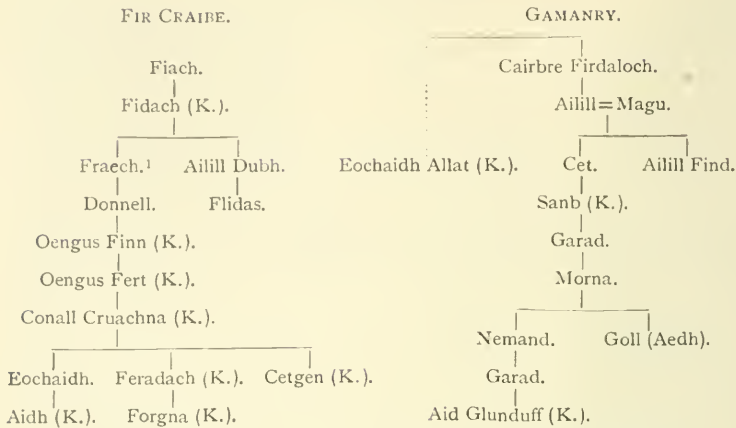 FIR CRAIBE.
Fiach.
Fidach (K.).
Fraech.¹ Ailill Dubh.
Donnell. Flidas.
Oengus Finn (K.).
Oengus Fert (K.).
Conall Cruachna (K.).
Eochaidh. Feradach (K.). Cetgen (K.).
Aidh (K.). Forgna (K.).
GAMANRY.
Cairbre Firdaloch.
Ailill=Magu.
Eochaidh Allat (K.). Cet. Ailill Find.
Sanb (K.).
Garad.
Morna.
Nemand. Goll (Aedh).
Garad.
Aid Glunduff (K.).